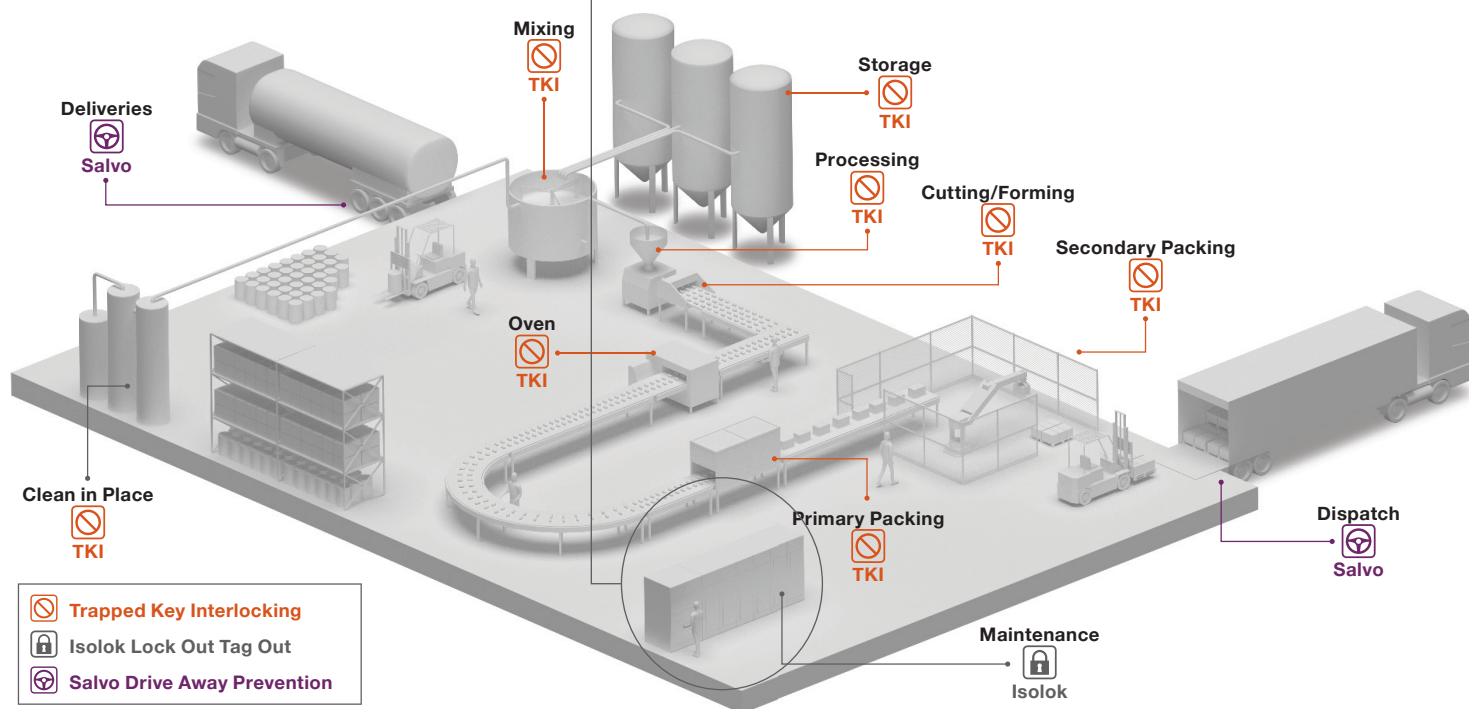 Mixing
TKI
Storage
TKI
Deliveries
Salvo
Processing
TKI
Cutting/Forming
TKI
Secondary Packing
TKI
Oven
TKI
Clean in Place
TKI
Primary Packing
TKI
Dispatch
Salvo
Maintenance
Isolok
Trapped Key Interlocking
Isolok Lock Out Tag Out
Salvo Drive Away Prevention